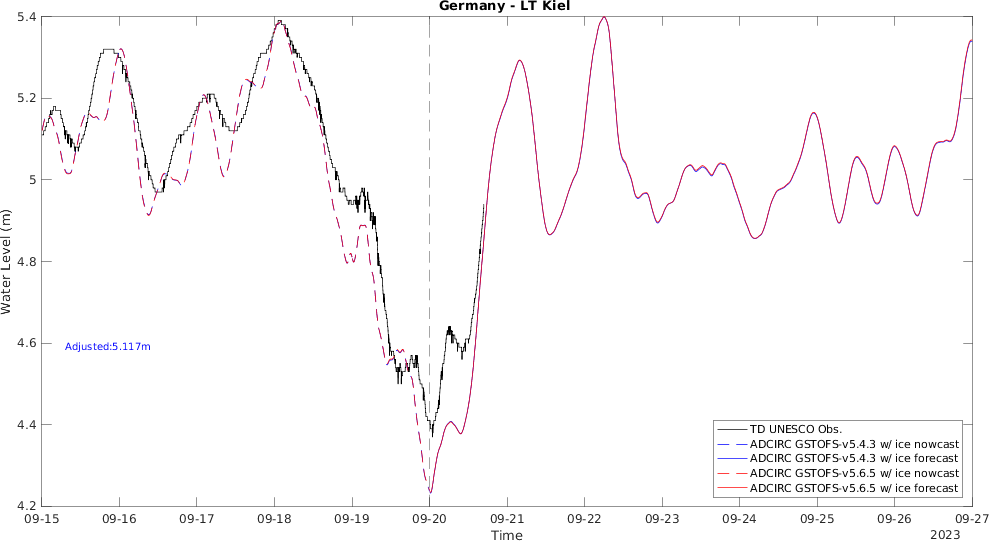 Germany - LT Kiel
5.4
5.2
5
4.8
4.6
4.4
4.2
Water Level (m)
Adjusted:5.117m
TD UNESCO Obs.
ADCIRC GSTOFS-v5.4.3 w/ ice nowcast
ADCIRC GSTOFS-v5.4.3 w/ ice forecast
ADCIRC GSTOFS-v5.6.5 w/ ice nowcast
ADCIRC GSTOFS-v5.6.5 w/ ice forecast
09-15 09-16 09-17 09-18 09-19 09-20 09-21 09-22 09-23 09-24 09-25 09-26 09-27
Time
2023